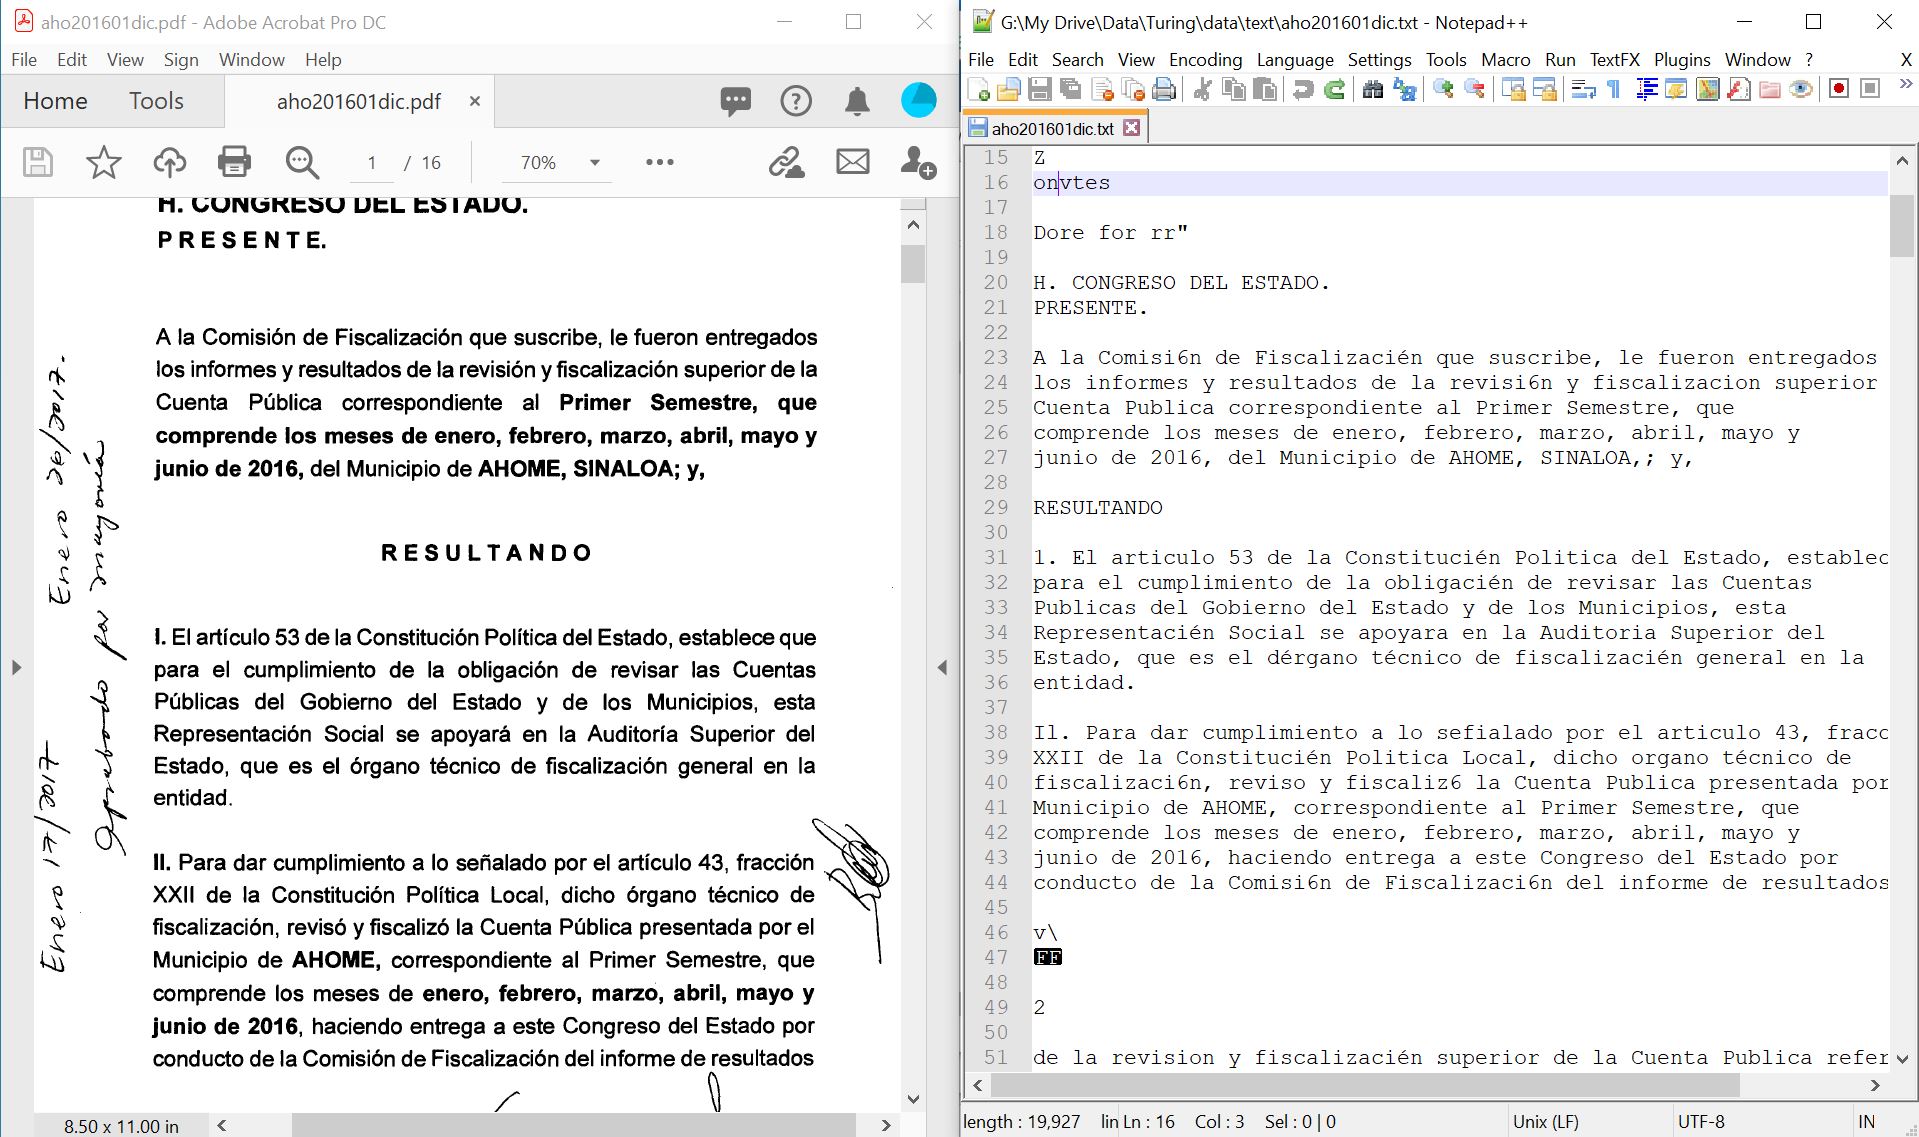 aho201601dic.pdf - Adobe Acrobat Pro DC
File Edit View Sign Window Help
Home Tools aho201601dic.pdf ×
1 / 16 70%
H. CONGRESO DEL ESTADO.
PRESENTE.
A la Comisión de Fiscalización que suscribe, le fueron entregados
los informes y resultados de la revisión y fiscalización superior de la
Cuenta Pública correspondiente al Primer Semestre, que
comprende los meses de enero, febrero, marzo, abril, mayo y
junio de 2016, del Municipio de AHOME, SINALOA; y,
RESULTANDO
I. El artículo 53 de la Constitución Política del Estado, establece que
para el cumplimiento de la obligación de revisar las Cuentas
Públicas del Gobierno del Estado y de los Municipios, esta
Representación Social se apoyará en la Auditoría Superior del
Estado, que es el órgano técnico de fiscalización general en la
entidad.
II. Para dar cumplimiento a lo señalado por el artículo 43, fracción
XXII de la Constitución Política Local, dicho órgano técnico de
fiscalización, revisó y fiscalizó la Cuenta Pública presentada por el
Municipio de AHOME, correspondiente al Primer Semestre, que
comprende los meses de enero, febrero, marzo, abril, mayo y
junio de 2016, haciendo entrega a este Congreso del Estado por
conducto de la Comisión de Fiscalización del informe de resultados
Enero 17/2017 Enero 26/2017.
aprobado por mayoría
8.50 x 11.00 in
G:\My Drive\Data\Turing\data\text\aho201601dic.txt - Notepad++
File Edit Search View Encoding Language Settings Tools Macro Run TextFX Plugins Window ? X
aho201601dic.txt
15 Z
16 onvtes
17
18 Dore for rr"
19
20 H. CONGRESO DEL ESTADO.
21 PRESENTE.
22
23 A la Comisi6n de Fiscalizacién que suscribe, le fueron entregados
24 los informes y resultados de la revisi6n y fiscalizacion superior
25 Cuenta Publica correspondiente al Primer Semestre, que
26 comprende los meses de enero, febrero, marzo, abril, mayo y
27 junio de 2016, del Municipio de AHOME, SINALOA,; y,
28
29 RESULTANDO
30
31 1. El articulo 53 de la Constitucién Politica del Estado, establec
32 para el cumplimiento de la obligacién de revisar las Cuentas
33 Publicas del Gobierno del Estado y de los Municipios, esta
34 Representacién Social se apoyara en la Auditoria Superior del
35 Estado, que es el dérgano técnico de fiscalizacién general en la
36 entidad.
37
38 Il. Para dar cumplimiento a lo sefialado por el articulo 43, fracc
39 XXII de la Constitucién Politica Local, dicho organo técnico de
40 fiscalizaci6n, reviso y fiscaliz6 la Cuenta Publica presentada por
41 Municipio de AHOME, correspondiente al Primer Semestre, que
42 comprende los meses de enero, febrero, marzo, abril, mayo y
43 junio de 2016, haciendo entrega a este Congreso del Estado por
44 conducto de la Comisi6n de Fiscalizaci6n del informe de resultados
45
46 v\
47 FF
48
49 2
50
51 de la revision y fiscalizacién superior de la Cuenta Publica refer
length : 19,927 lin Ln : 16 Col : 3 Sel : 0 | 0 Unix (LF) UTF-8 IN